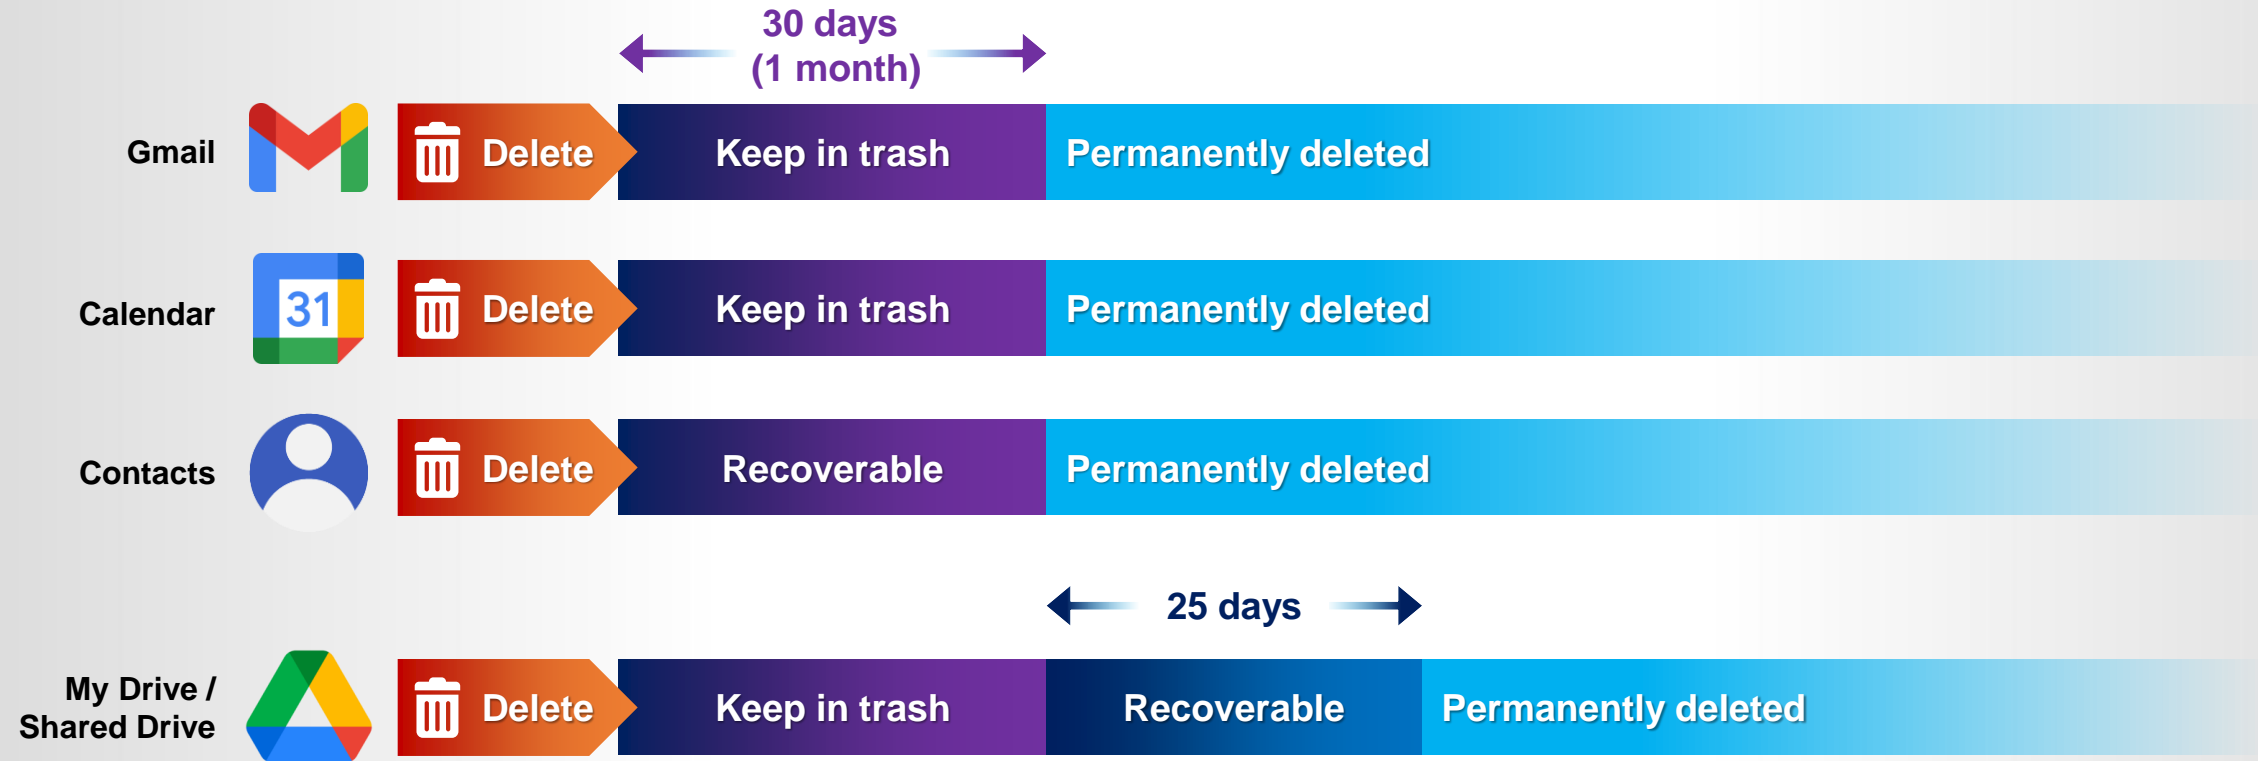 30 days
(1 month)
Gmail
Delete
Keep in trash
Permanently deleted
Calendar
31
Delete
Keep in trash
Permanently deleted
Contacts
Delete
Recoverable
Permanently deleted
25 days
My Drive /
Shared Drive
Delete
Keep in trash
Recoverable
Permanently deleted